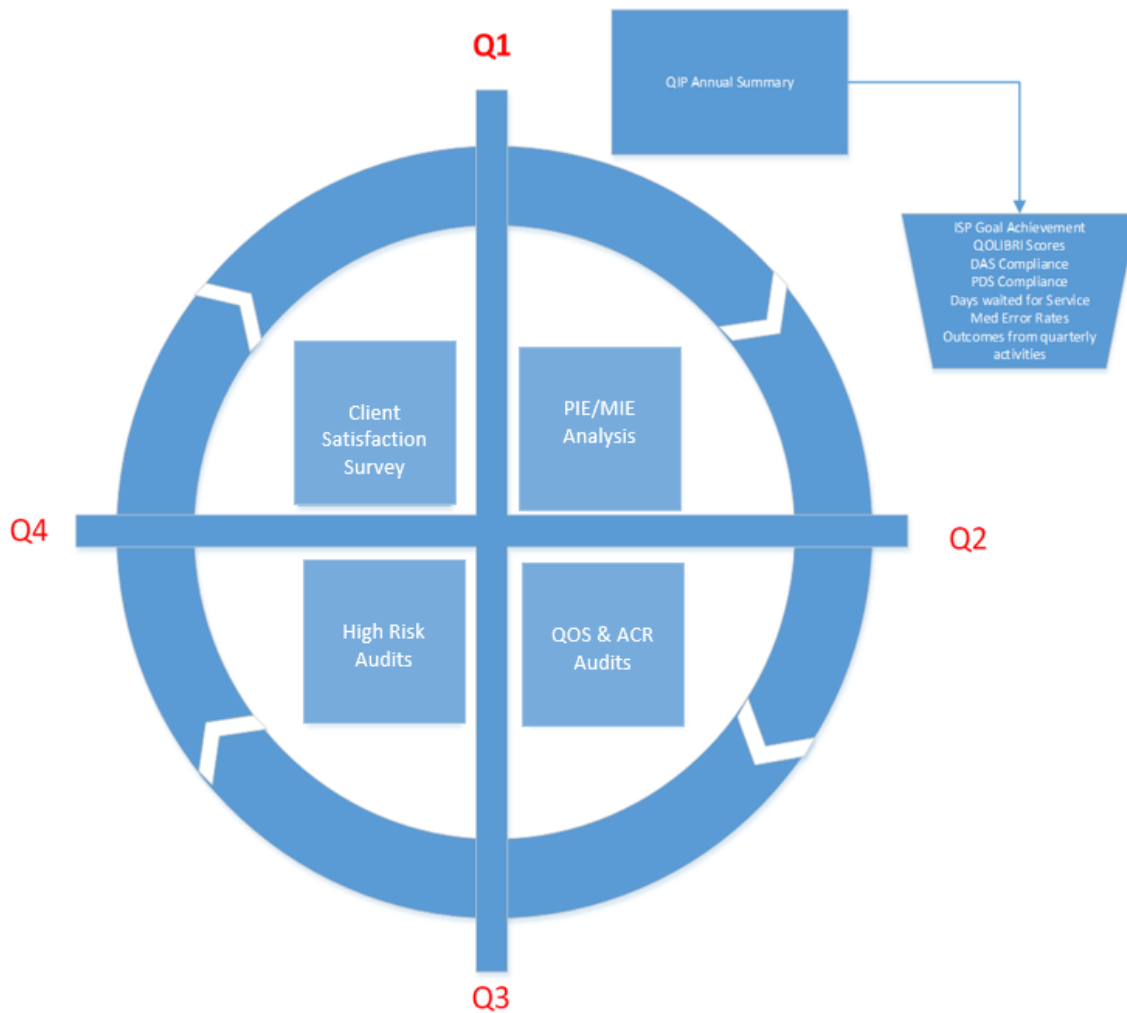 Q1
QIP Annual Summary
ISP Goal Achievement
QOLIBRI Scores
DAS Compliance
PDS Compliance
Days waited for Service
Med Error Rates
Outcomes from quarterly
activities
Client
Satisfaction
Survey
PIE/MIE
Analysis
Q4
Q2
High Risk
Audits
QOS & ACR
Audits
Q3